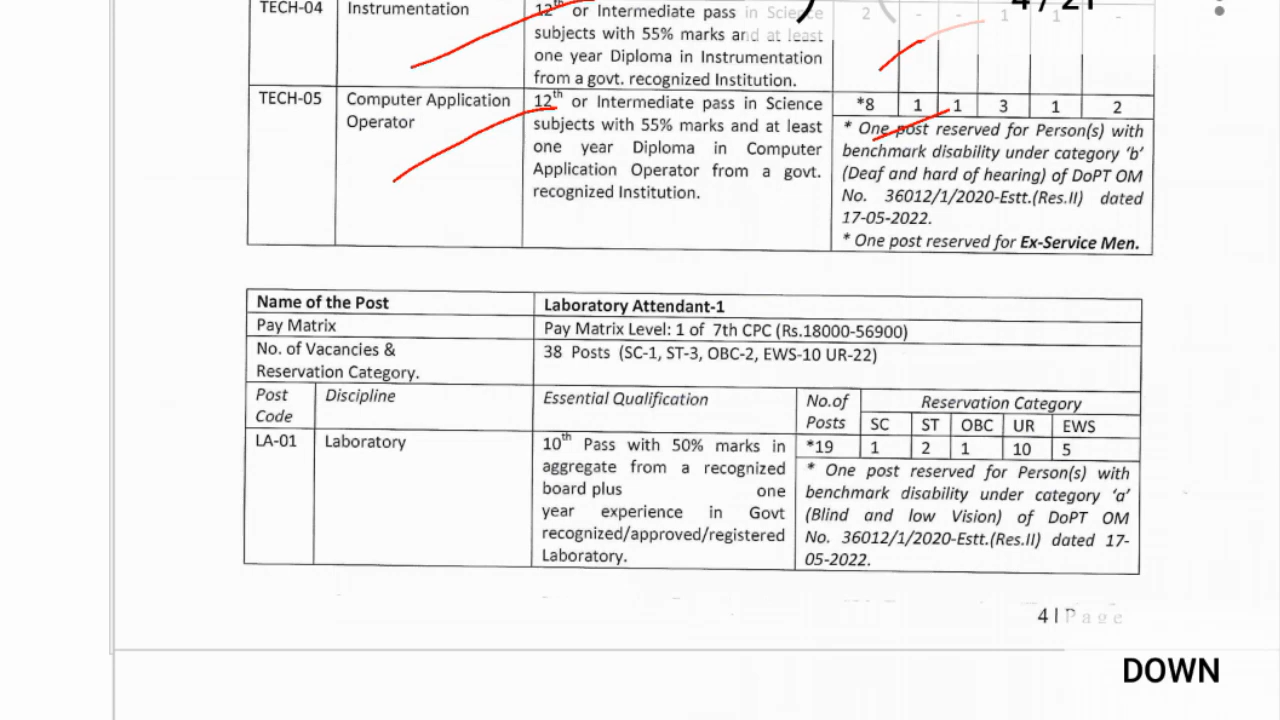 4 / 21
TECH-04 Instrumentation 12th or Intermediate pass in Science 2 - - 1 1 -
subjects with 55% marks and at least
one year Diploma in Instrumentation
from a govt. recognized Institution.
TECH-05 Computer Application 12th or Intermediate pass in Science *8 1 1 3 1 2
Operator subjects with 55% marks and at least * One post reserved for Person(s) with
one year Diploma in Computer benchmark disability under category ‘b’
Application Operator from a govt. (Deaf and hard of hearing) of DoPT OM
recognized Institution. No. 36012/1/2020-Estt.(Res.II) dated
17-05-2022.
* One post reserved for Ex-Service Men.
Name of the Post Laboratory Attendant-1
Pay Matrix Pay Matrix Level: 1 of 7th CPC (Rs.18000-56900)
No. of Vacancies & 38 Posts (SC-1, ST-3, OBC-2, EWS-10 UR-22)
Reservation Category.
Post Discipline Essential Qualification No.of Reservation Category
Code Posts SC ST OBC UR EWS
LA-01 Laboratory 10th Pass with 50% marks in *19 1 2 1 10 5
aggregate from a recognized * One post reserved for Person(s) with
board plus one benchmark disability under category ‘a’
year experience in Govt (Blind and low Vision) of DoPT OM
recognized/approved/registered No. 36012/1/2020-Estt.(Res.II) dated 17-
Laboratory. 05-2022.
4 | Page
DOWN